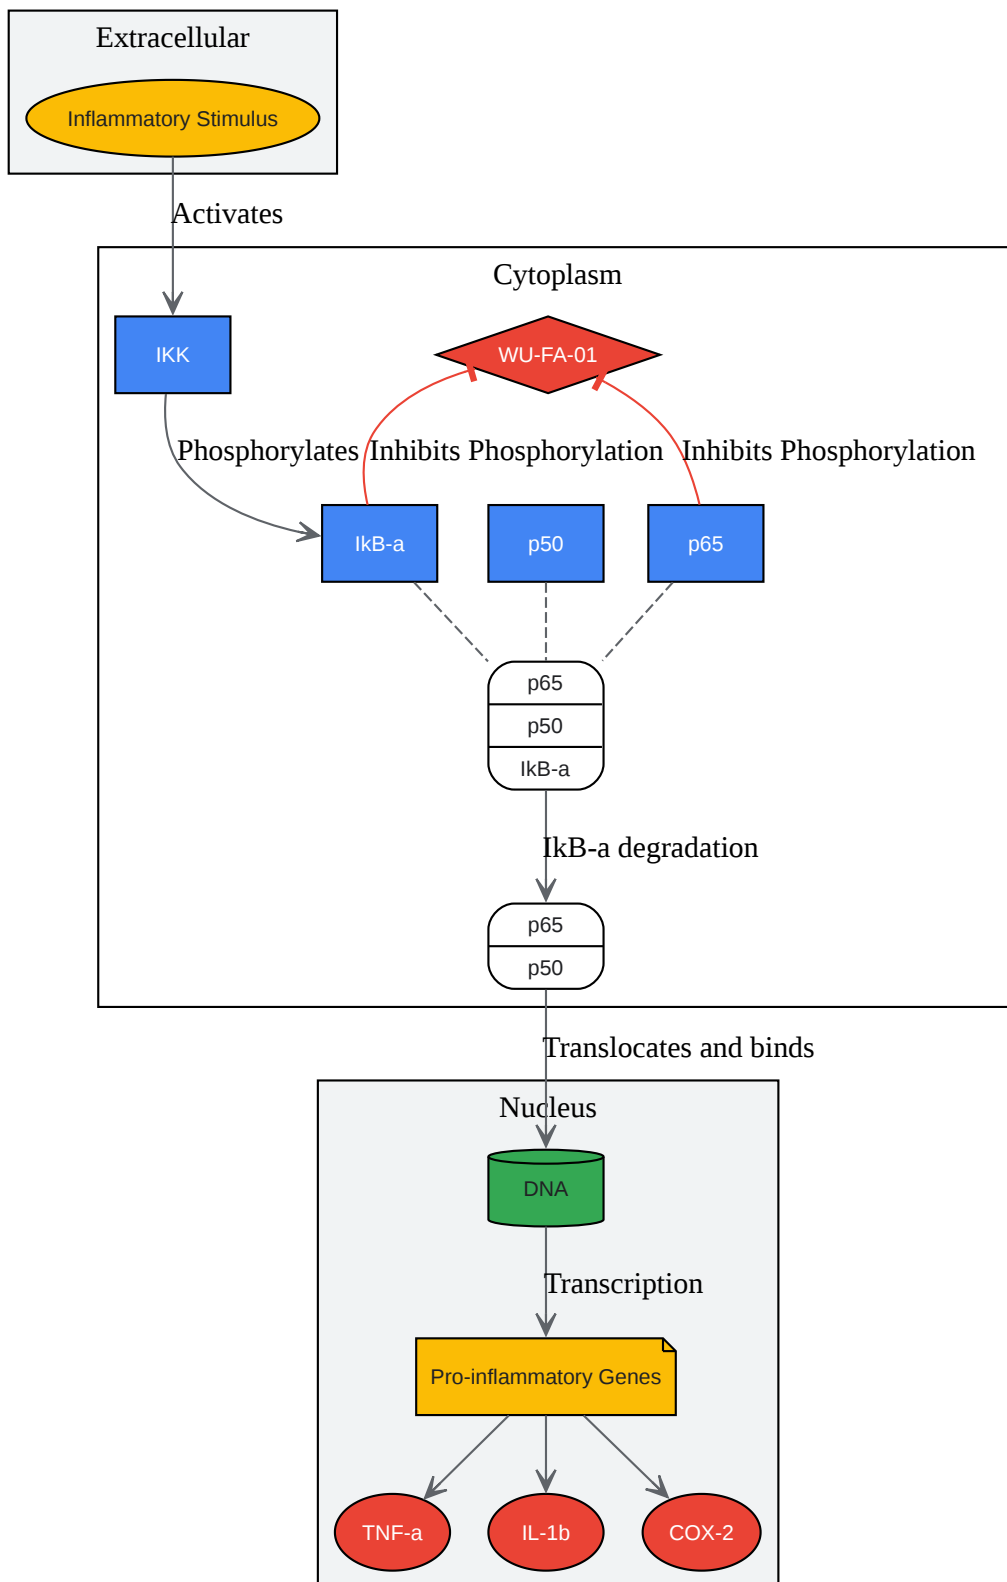 Extracellular
Inflammatory Stimulus
Activates
Cytoplasm
IKK
WU-FA-01
Phosphorylates
Inhibits Phosphorylation
Inhibits Phosphorylation
IkB-a
p50
p65
p65
p50
IkB-a
IkB-a degradation
p65
p50
Translocates and binds
Nucleus
DNA
Transcription
Pro-inflammatory Genes
TNF-a
IL-1b
COX-2